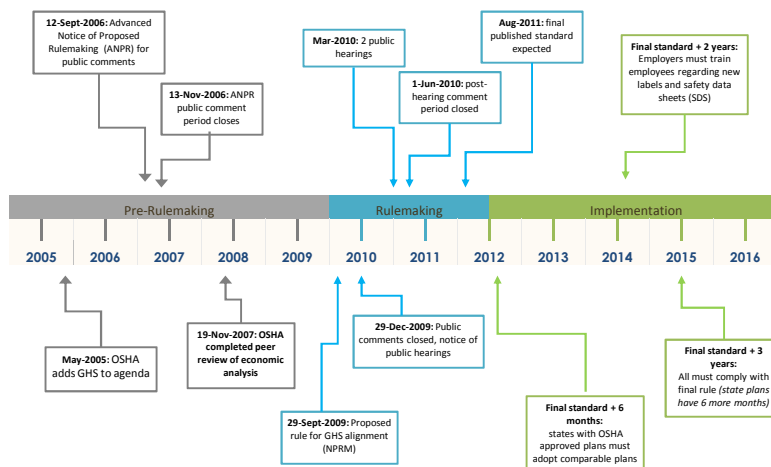 12-Sept-2006: Advanced
Notice of Proposed
Rulemaking (ANPR) for
public comments
13-Nov-2006: ANPR
public comment
period closes
Mar-2010: 2 public
hearings
1-Jun-2010: post-
hearing comment
period closed
Aug-2011: final
published standard
expected
Final standard + 2 years:
Employers must train
employees regarding new
labels and safety data
sheets (SDS)
Pre-Rulemaking
Rulemaking
Implementation
2005 2006 2007 2008 2009 2010 2011 2012 2013 2014 2015 2016
May-2005: OSHA
adds GHS to agenda
19-Nov-2007: OSHA
completed peer
review of economic
analysis
29-Sept-2009: Proposed
rule for GHS alignment
(NPRM)
29-Dec-2009: Public
comments closed, notice
of public hearings
Final standard + 6
months:
states with OSHA
approved plans must
adopt comparable plans
Final standard + 3
years:
All must comply with
final rule (state plans
have 6 more months)